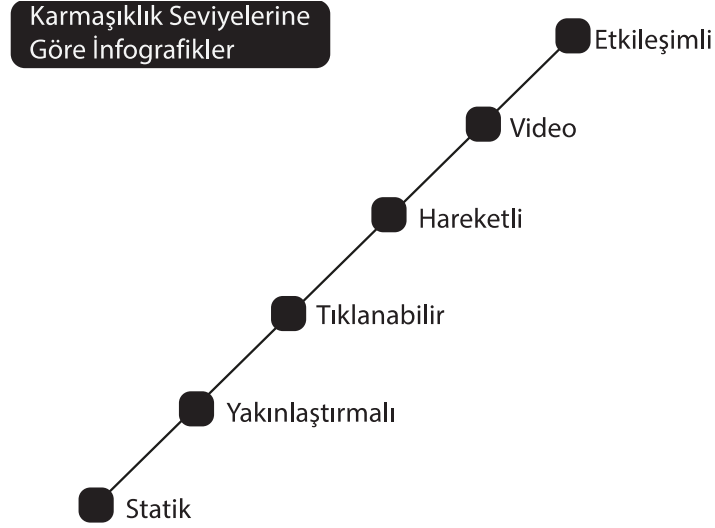 Karmaşıklık Seviyelerine
Göre İnfografikler
Etkileşimli
Video
Hareketli
Tıklanabilir
Yakınlaştırmalı
Statik